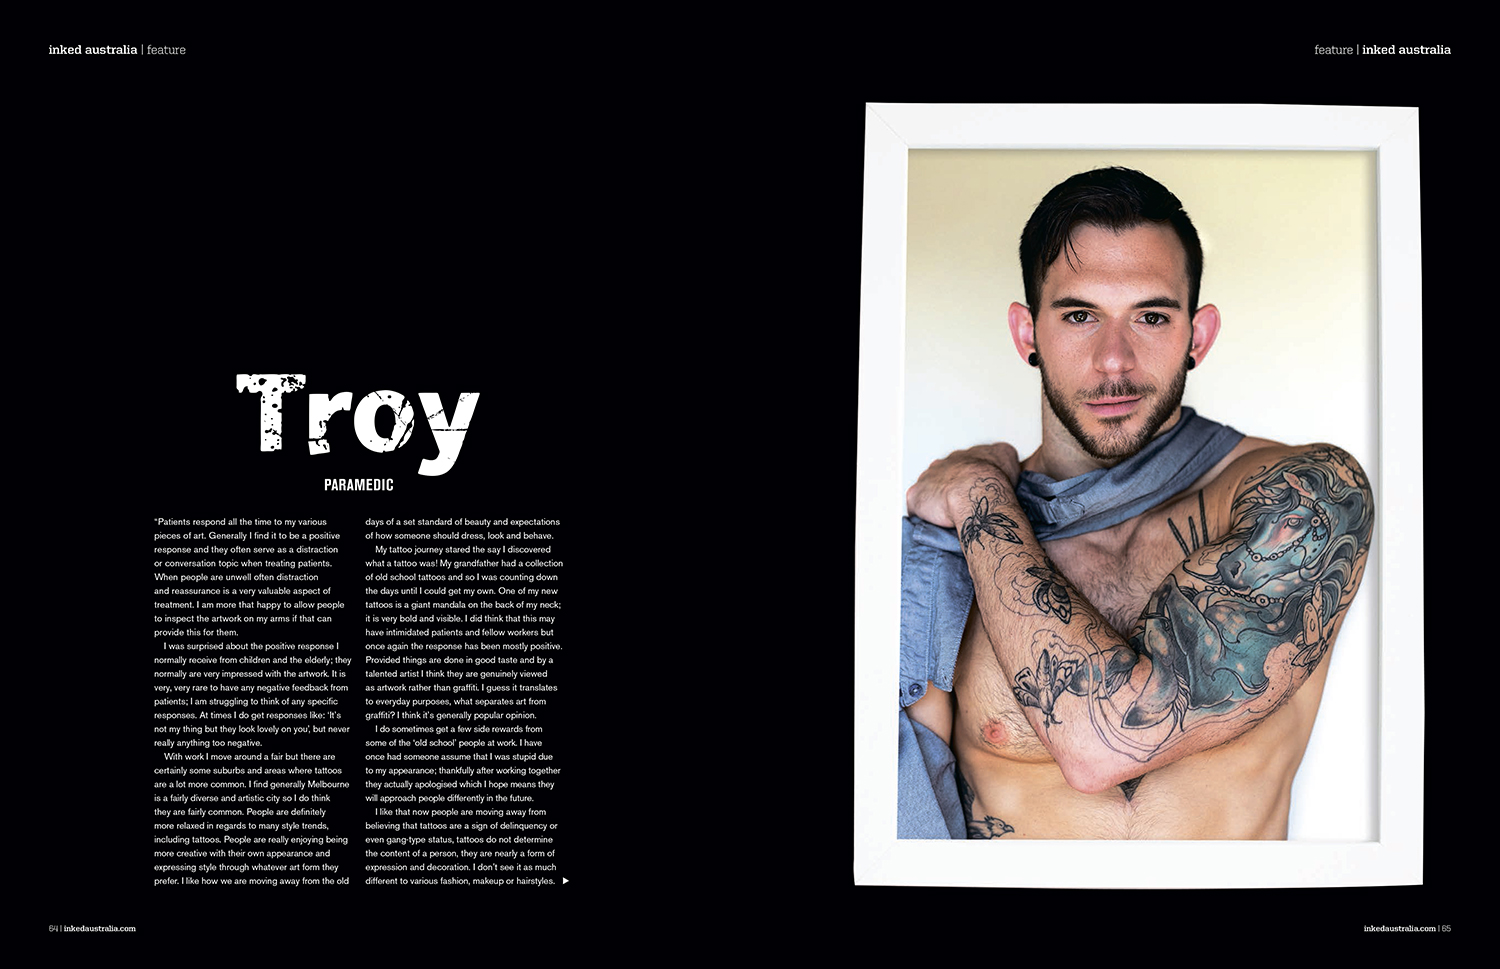 inked australia | feature
feature | inked australia
Troy
PARAMEDIC
“Patients respond all the time to my various
pieces of art. Generally I find it to be a positive
response and they often serve as a distraction
or conversation topic when treating patients.
When people are unwell often distraction
and reassurance is a very valuable aspect of
treatment. I am more that happy to allow people
to inspect the artwork on my arms if that can
provide this for them.
I was surprised about the positive response I
normally receive from children and the elderly; they
normally are very impressed with the artwork. It is
very, very rare to have any negative feedback from
patients; I am struggling to think of any specific
responses. At times I do get responses like: ‘It’s
not my thing but they look lovely on you’, but never
really anything too negative.
With work I move around a fair but there are
certainly some suburbs and areas where tattoos
are a lot more common. I find generally Melbourne
is a fairly diverse and artistic city so I do think
they are fairly common. People are definitely
more relaxed in regards to many style trends,
including tattoos. People are really enjoying being
more creative with their own appearance and
expressing style through whatever art form they
prefer. I like how we are moving away from the old
days of a set standard of beauty and expectations
of how someone should dress, look and behave.
My tattoo journey stared the say I discovered
what a tattoo was! My grandfather had a collection
of old school tattoos and so I was counting down
the days until I could get my own. One of my new
tattoos is a giant mandala on the back of my neck;
it is very bold and visible. I did think that this may
have intimidated patients and fellow workers but
once again the response has been mostly positive.
Provided things are done in good taste and by a
talented artist I think they are genuinely viewed
as artwork rather than graffiti. I guess it translates
to everyday purposes, what separates art from
graffiti? I think it’s generally popular opinion.
I do sometimes get a few side rewards from
some of the ‘old school’ people at work. I have
once had someone assume that I was stupid due
to my appearance; thankfully after working together
they actually apologised which I hope means they
will approach people differently in the future.
I like that now people are moving away from
believing that tattoos are a sign of delinquency or
even gang-type status, tattoos do not determine
the content of a person, they are nearly a form of
expression and decoration. I don’t see it as much
different to various fashion, makeup or hairstyles. ▶
64 | inkedaustralia.com
inkedaustralia.com | 65